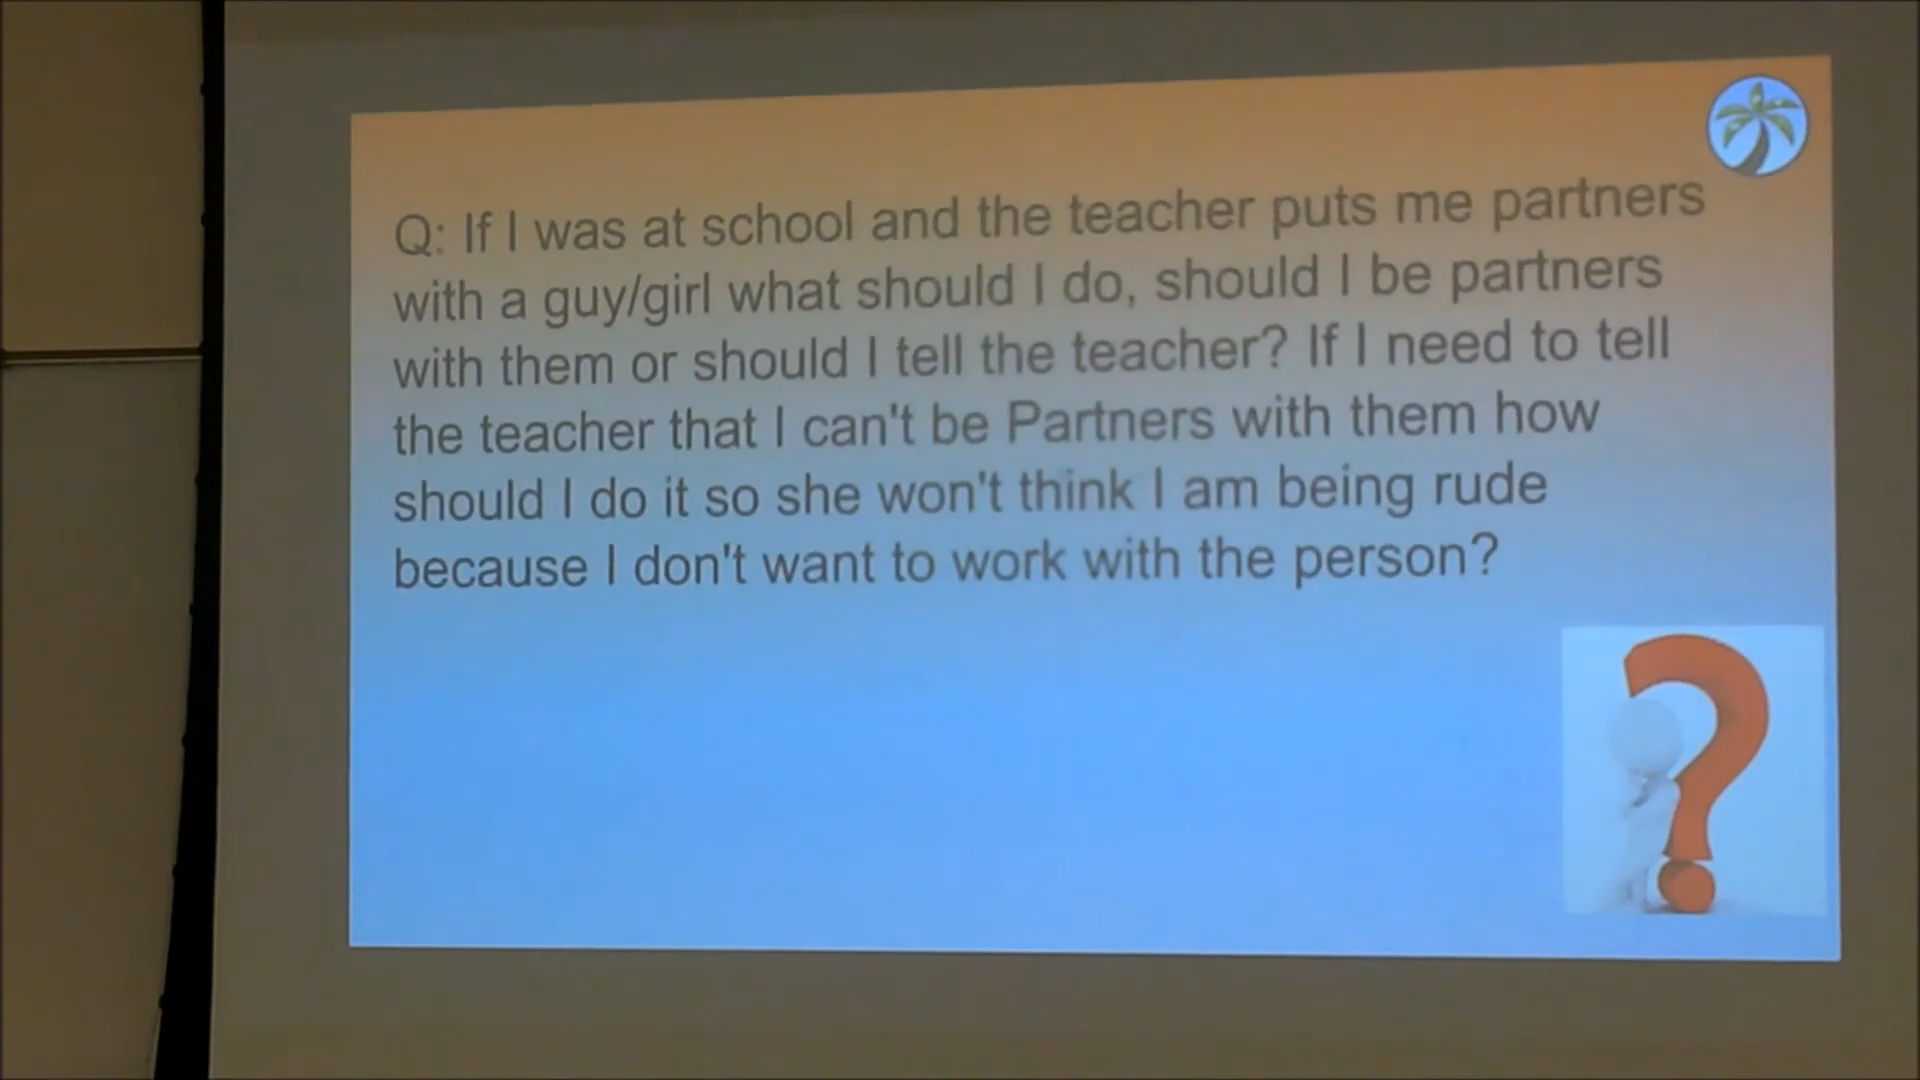 Q: If I was at school and the teacher puts me partners
with a guy/girl what should I do, should I be partners
with them or should I tell the teacher? If I need to tell
the teacher that I can't be Partners with them how
should I do it so she won't think I am being rude
because I don't want to work with the person?